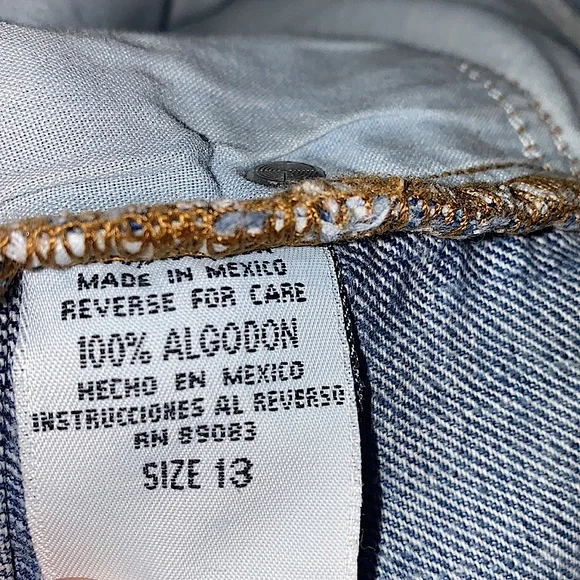 MADE IN MEXICO
REVERSE FOR CARE
100% ALGODON
HECHO EN MEXICO
INSTRUCCIONES AL REVERSO
RN 89083
SIZE 13